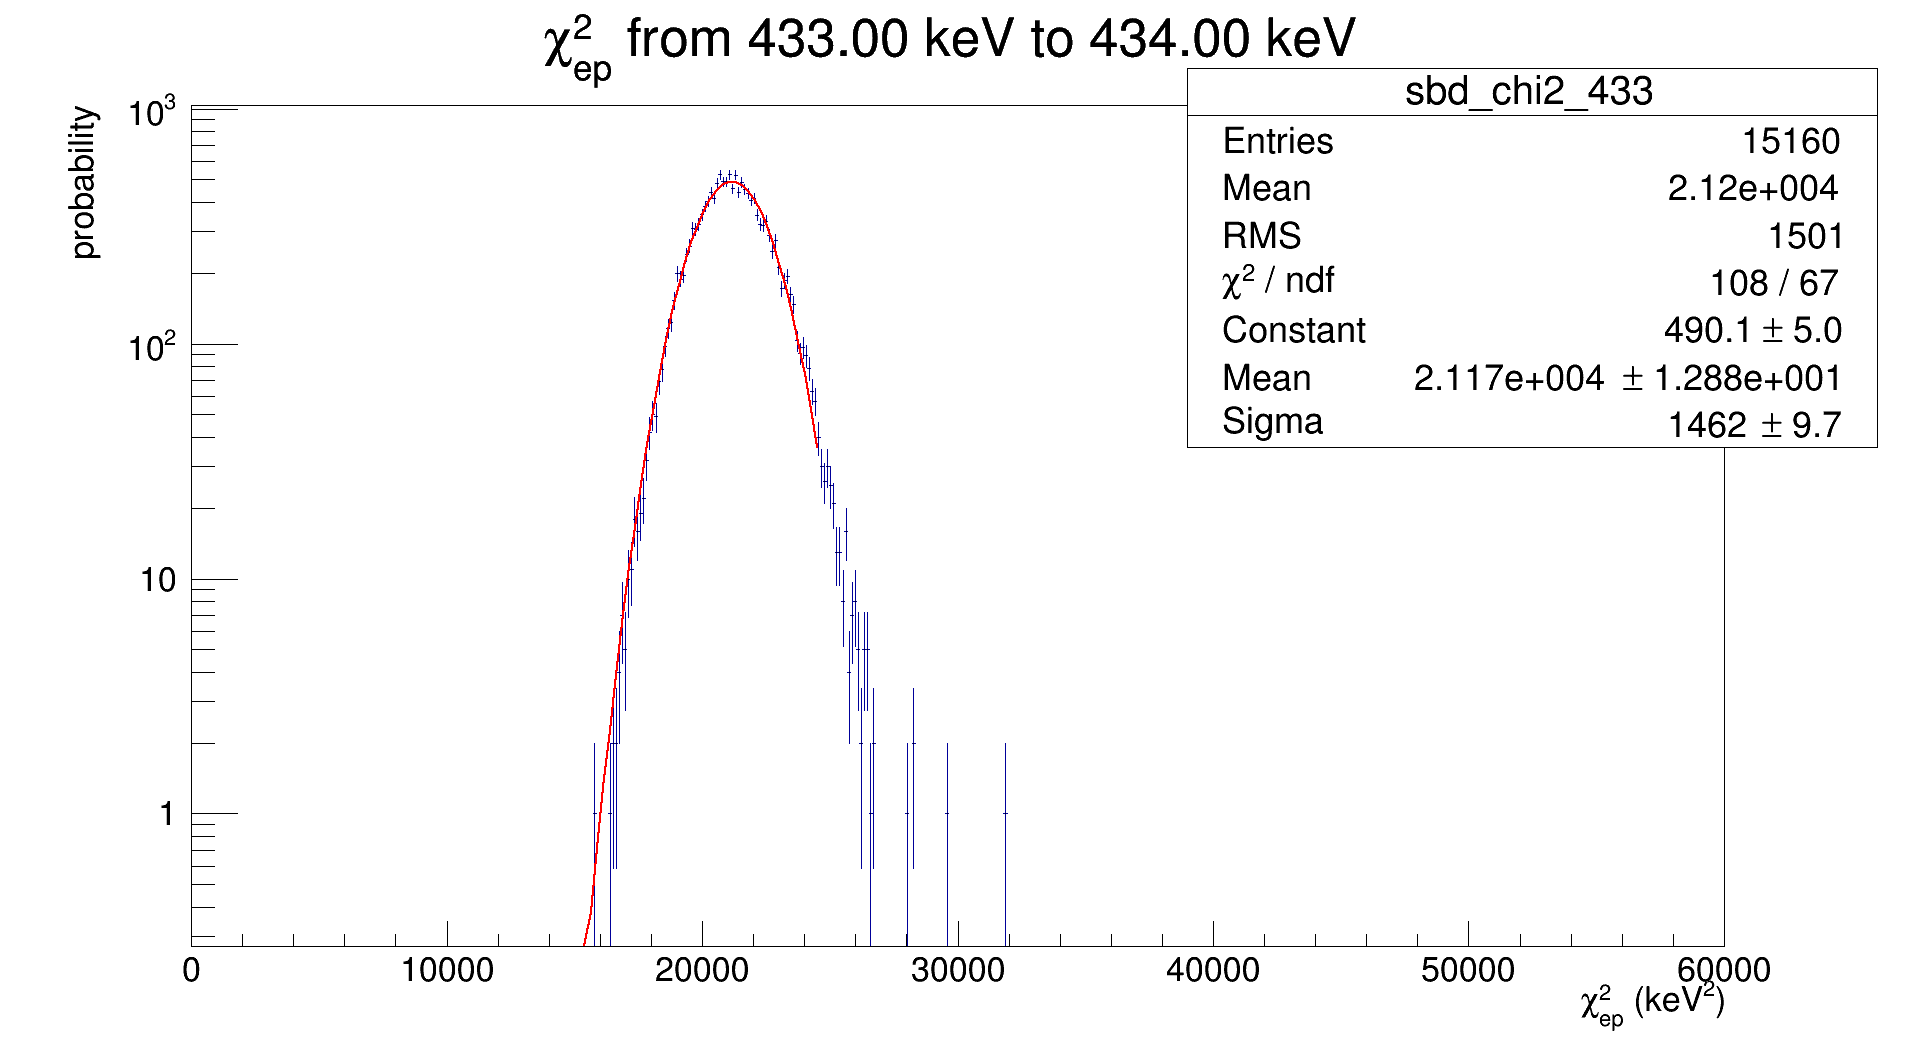 χ²ep from 433.00 keV to 434.00 keV
sbd_chi2_433
Entries 15160
Mean 2.12e+004
RMS 1501
χ² / ndf 108 / 67
Constant 490.1 ± 5.0
Mean 2.117e+004 ± 1.288e+001
Sigma 1462 ± 9.7
probability
10³
10²
10
1
0 10000 20000 30000 40000 50000 60000
χ²ep (keV²)